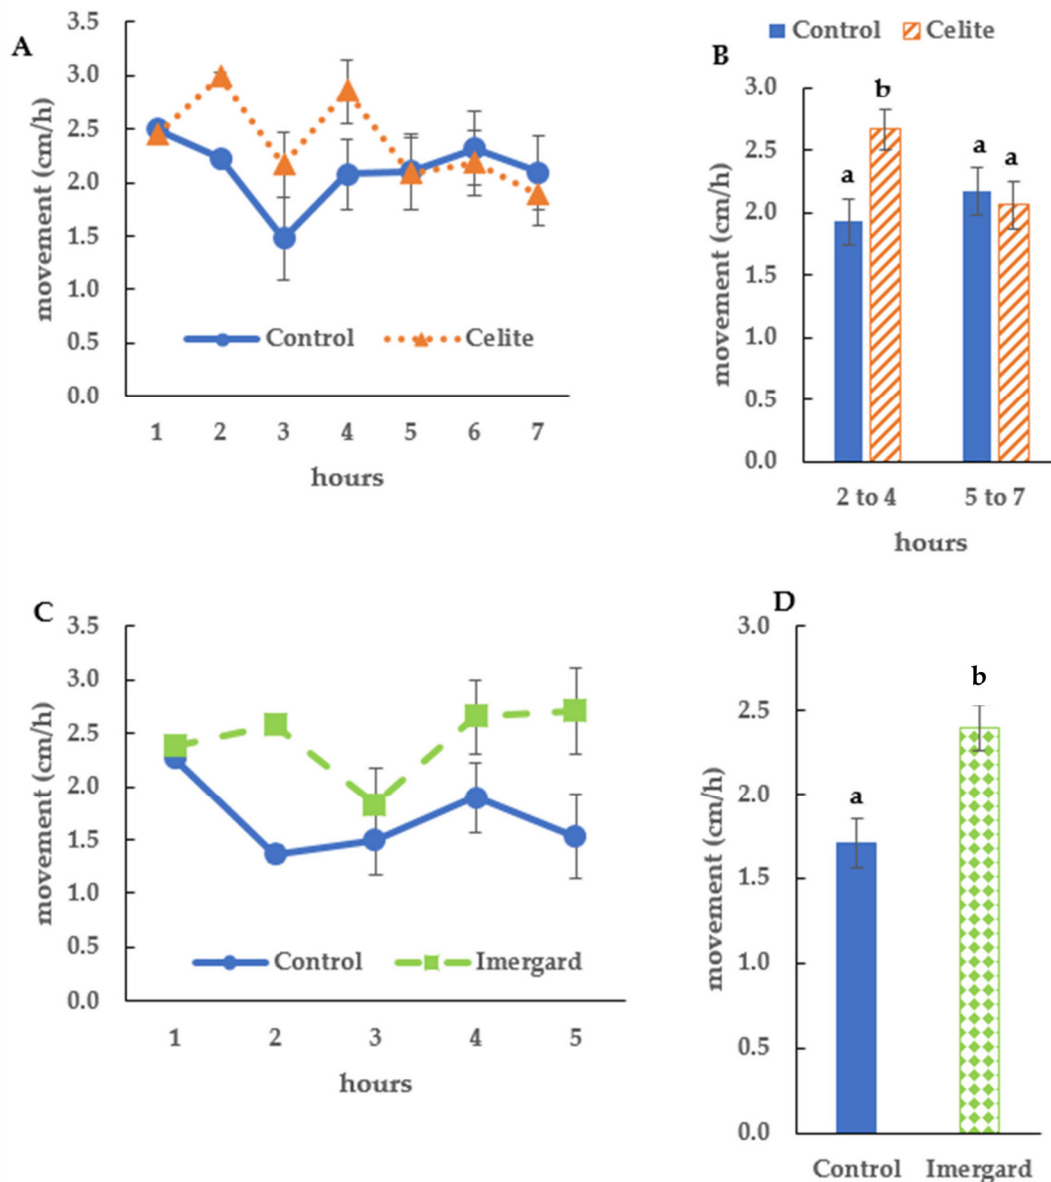 A
movement (cm/h)
3.5
3.0
2.5
2.0
1.5
1.0
0.5
0.0
Control
Celite
1 2 3 4 5 6 7
hours
Control
Celite
B
movement (cm/h)
3.0
2.5
2.0
1.5
1.0
0.5
0.0
a
b
a
a
2 to 4
5 to 7
hours
C
movement (cm/h)
3.5
3.0
2.5
2.0
1.5
1.0
0.5
0.0
Control
Imergard
1 2 3 4 5
hours
D
movement (cm/h)
3.0
2.5
2.0
1.5
1.0
0.5
0.0
a
b
Control
Imergard